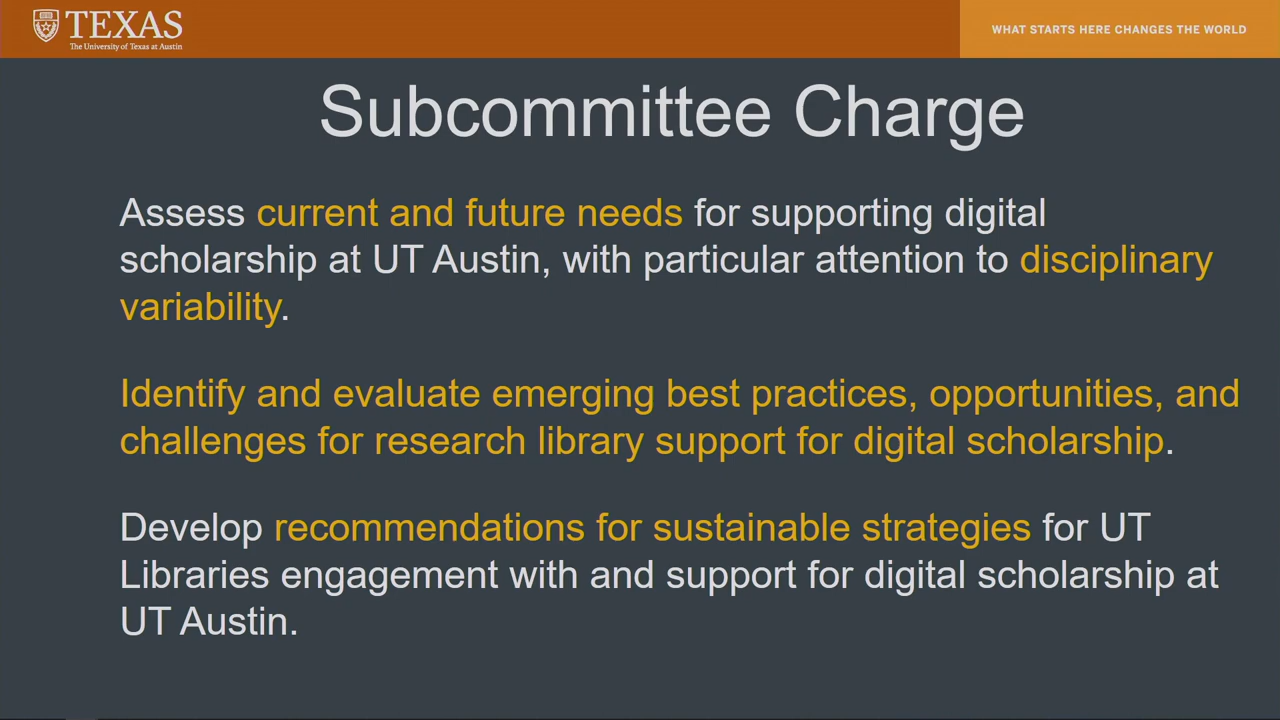 TEXAS
The University of Texas at Austin
WHAT STARTS HERE CHANGES THE WORLD
Subcommittee Charge
Assess current and future needs for supporting digital
scholarship at UT Austin, with particular attention to disciplinary
variability.
Identify and evaluate emerging best practices, opportunities, and
challenges for research library support for digital scholarship.
Develop recommendations for sustainable strategies for UT
Libraries engagement with and support for digital scholarship at
UT Austin.